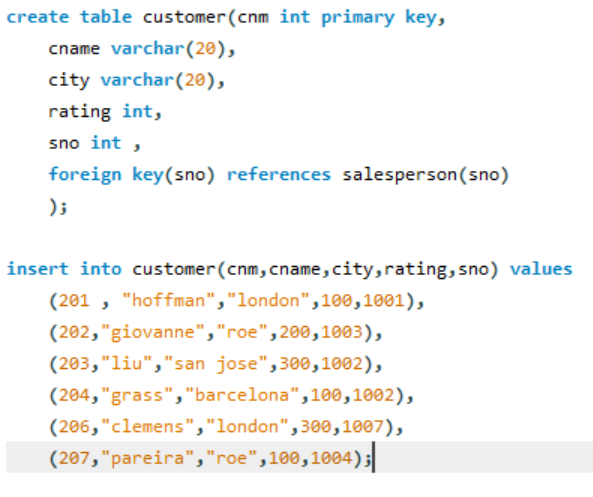 create table customer(cnm int primary key,
cname varchar(20),
city varchar(20),
rating int,
sno int ,
foreign key(sno) references salesperson(sno)
);
insert into customer(cnm,cname,city,rating,sno) values
(201 , "hoffman","london",100,1001),
(202,"giovanne","roe",200,1003),
(203,"liu","san jose",300,1002),
(204,"grass","barcelona",100,1002),
(206,"clemens","london",300,1007),
(207,"pareira","roe",100,1004);